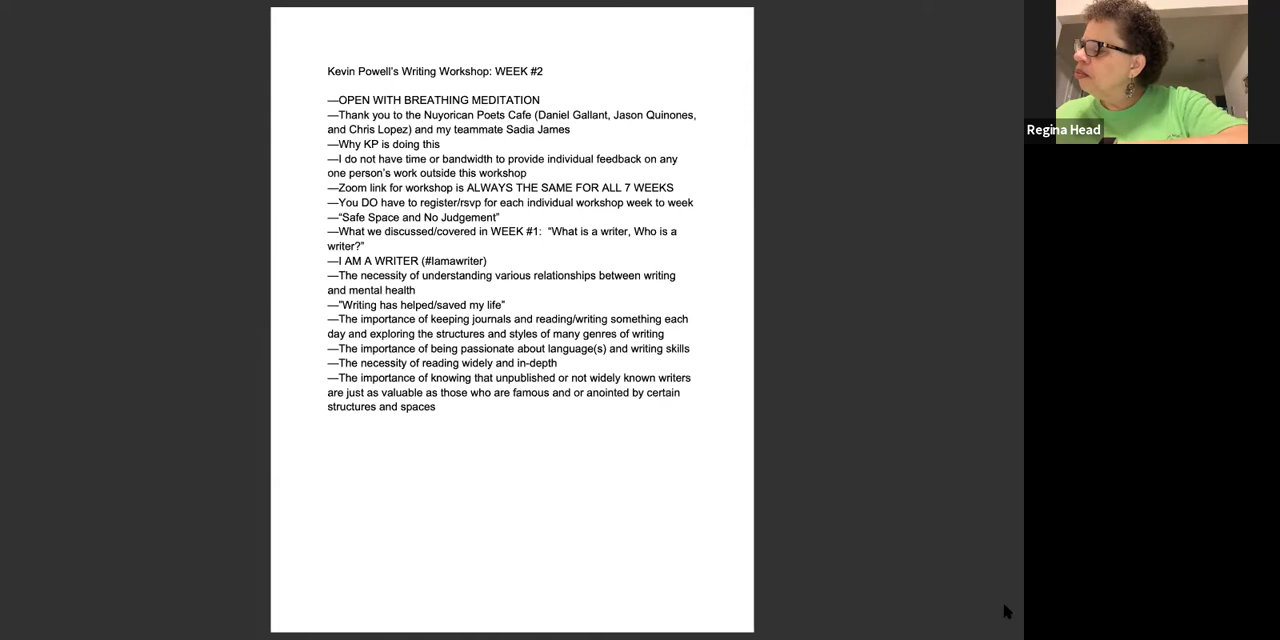 Kevin Powell's Writing Workshop: WEEK #2
—OPEN WITH BREATHING MEDITATION
—Thank you to the Nuyorican Poets Cafe (Daniel Gallant, Jason Quinones,
and Chris Lopez) and my teammate Sadia James
—Why KP is doing this
—I do not have time or bandwidth to provide individual feedback on any
one person's work outside this workshop
—Zoom link for workshop is ALWAYS THE SAME FOR ALL 7 WEEKS
—You DO have to register/rsvp for each individual workshop week to week
—“Safe Space and No Judgement”
—What we discussed/covered in WEEK #1:  “What is a writer, Who is a
writer?”
—I AM A WRITER (#Iamawriter)
—The necessity of understanding various relationships between writing
and mental health
—”Writing has helped/saved my life”
—The importance of keeping journals and reading/writing something each
day and exploring the structures and styles of many genres of writing
—The importance of being passionate about language(s) and writing skills
—The necessity of reading widely and in-depth
—The importance of knowing that unpublished or not widely known writers
are just as valuable as those who are famous and or anointed by certain
structures and spaces
Regina Head